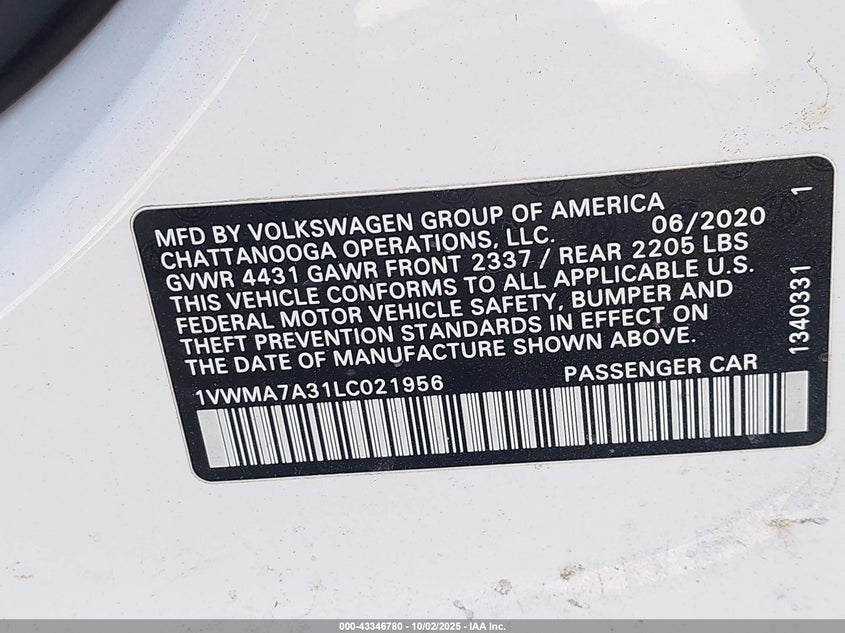 MFD BY VOLKSWAGEN GROUP OF AMERICA
CHATTANOOGA OPERATIONS, LLC. 06/2020
GVWR 4431 GAWR FRONT 2337 / REAR 2205 LBS
THIS VEHICLE CONFORMS TO ALL APPLICABLE U.S.
FEDERAL MOTOR VEHICLE SAFETY, BUMPER AND
THEFT PREVENTION STANDARDS IN EFFECT ON
THE DATE OF MANUFACTURE SHOWN ABOVE.
1VWMA7A31LC021956 PASSENGER CAR
1340331 1
000-43346780 - 10/02/2025 - IAA Inc.